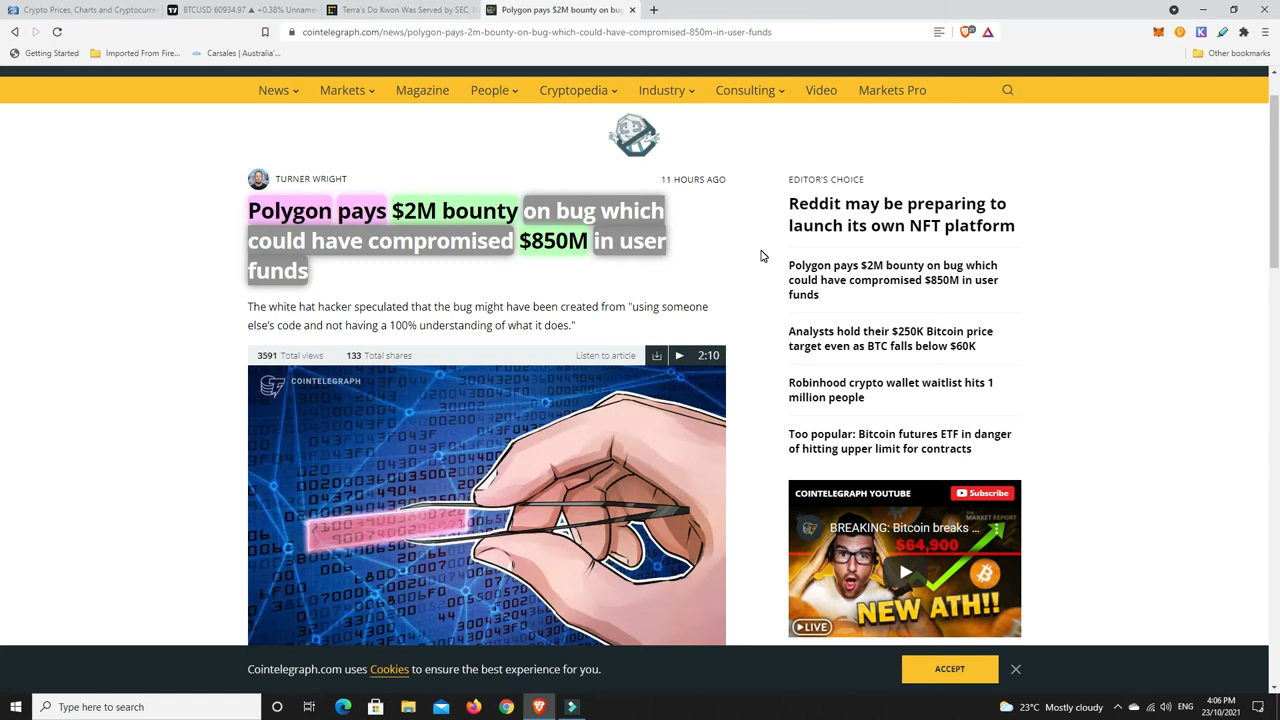 Crypto Prices, Charts and Cryptocurre
BTCUSD 60934.97 ▲ +0.38% Unname
Terra's Do Kwon Was Served by SEC,
Polygon pays $2M bounty on bug
cointelegraph.com/news/polygon-pays-2m-bounty-on-bug-which-could-have-compromised-850m-in-user-funds
Getting Started
Imported From Fire...
Carsales | Australia'...
Other bookmarks
News
Markets
Magazine
People
Cryptopedia
Industry
Consulting
Video
Markets Pro
TURNER WRIGHT
11 HOURS AGO
Polygon pays $2M bounty on bug which
could have compromised $850M in user
funds
The white hat hacker speculated that the bug might have been created from "using someone
else's code and not having a 100% understanding of what it does."
3591 Total views
133 Total shares
Listen to article
2:10
COINTELEGRAPH
EDITOR'S CHOICE
Reddit may be preparing to
launch its own NFT platform
Polygon pays $2M bounty on bug which
could have compromised $850M in user
funds
Analysts hold their $250K Bitcoin price
target even as BTC falls below $60K
Robinhood crypto wallet waitlist hits 1
million people
Too popular: Bitcoin futures ETF in danger
of hitting upper limit for contracts
COINTELEGRAPH YOUTUBE
Subscribe
THE MARKET REPORT
BREAKING: Bitcoin breaks ...
$64,900
NEW ATH!!
LIVE
Cointelegraph.com uses Cookies to ensure the best experience for you.
ACCEPT
Type here to search
23°C Mostly cloudy
ENG
4:06 PM
23/10/2021